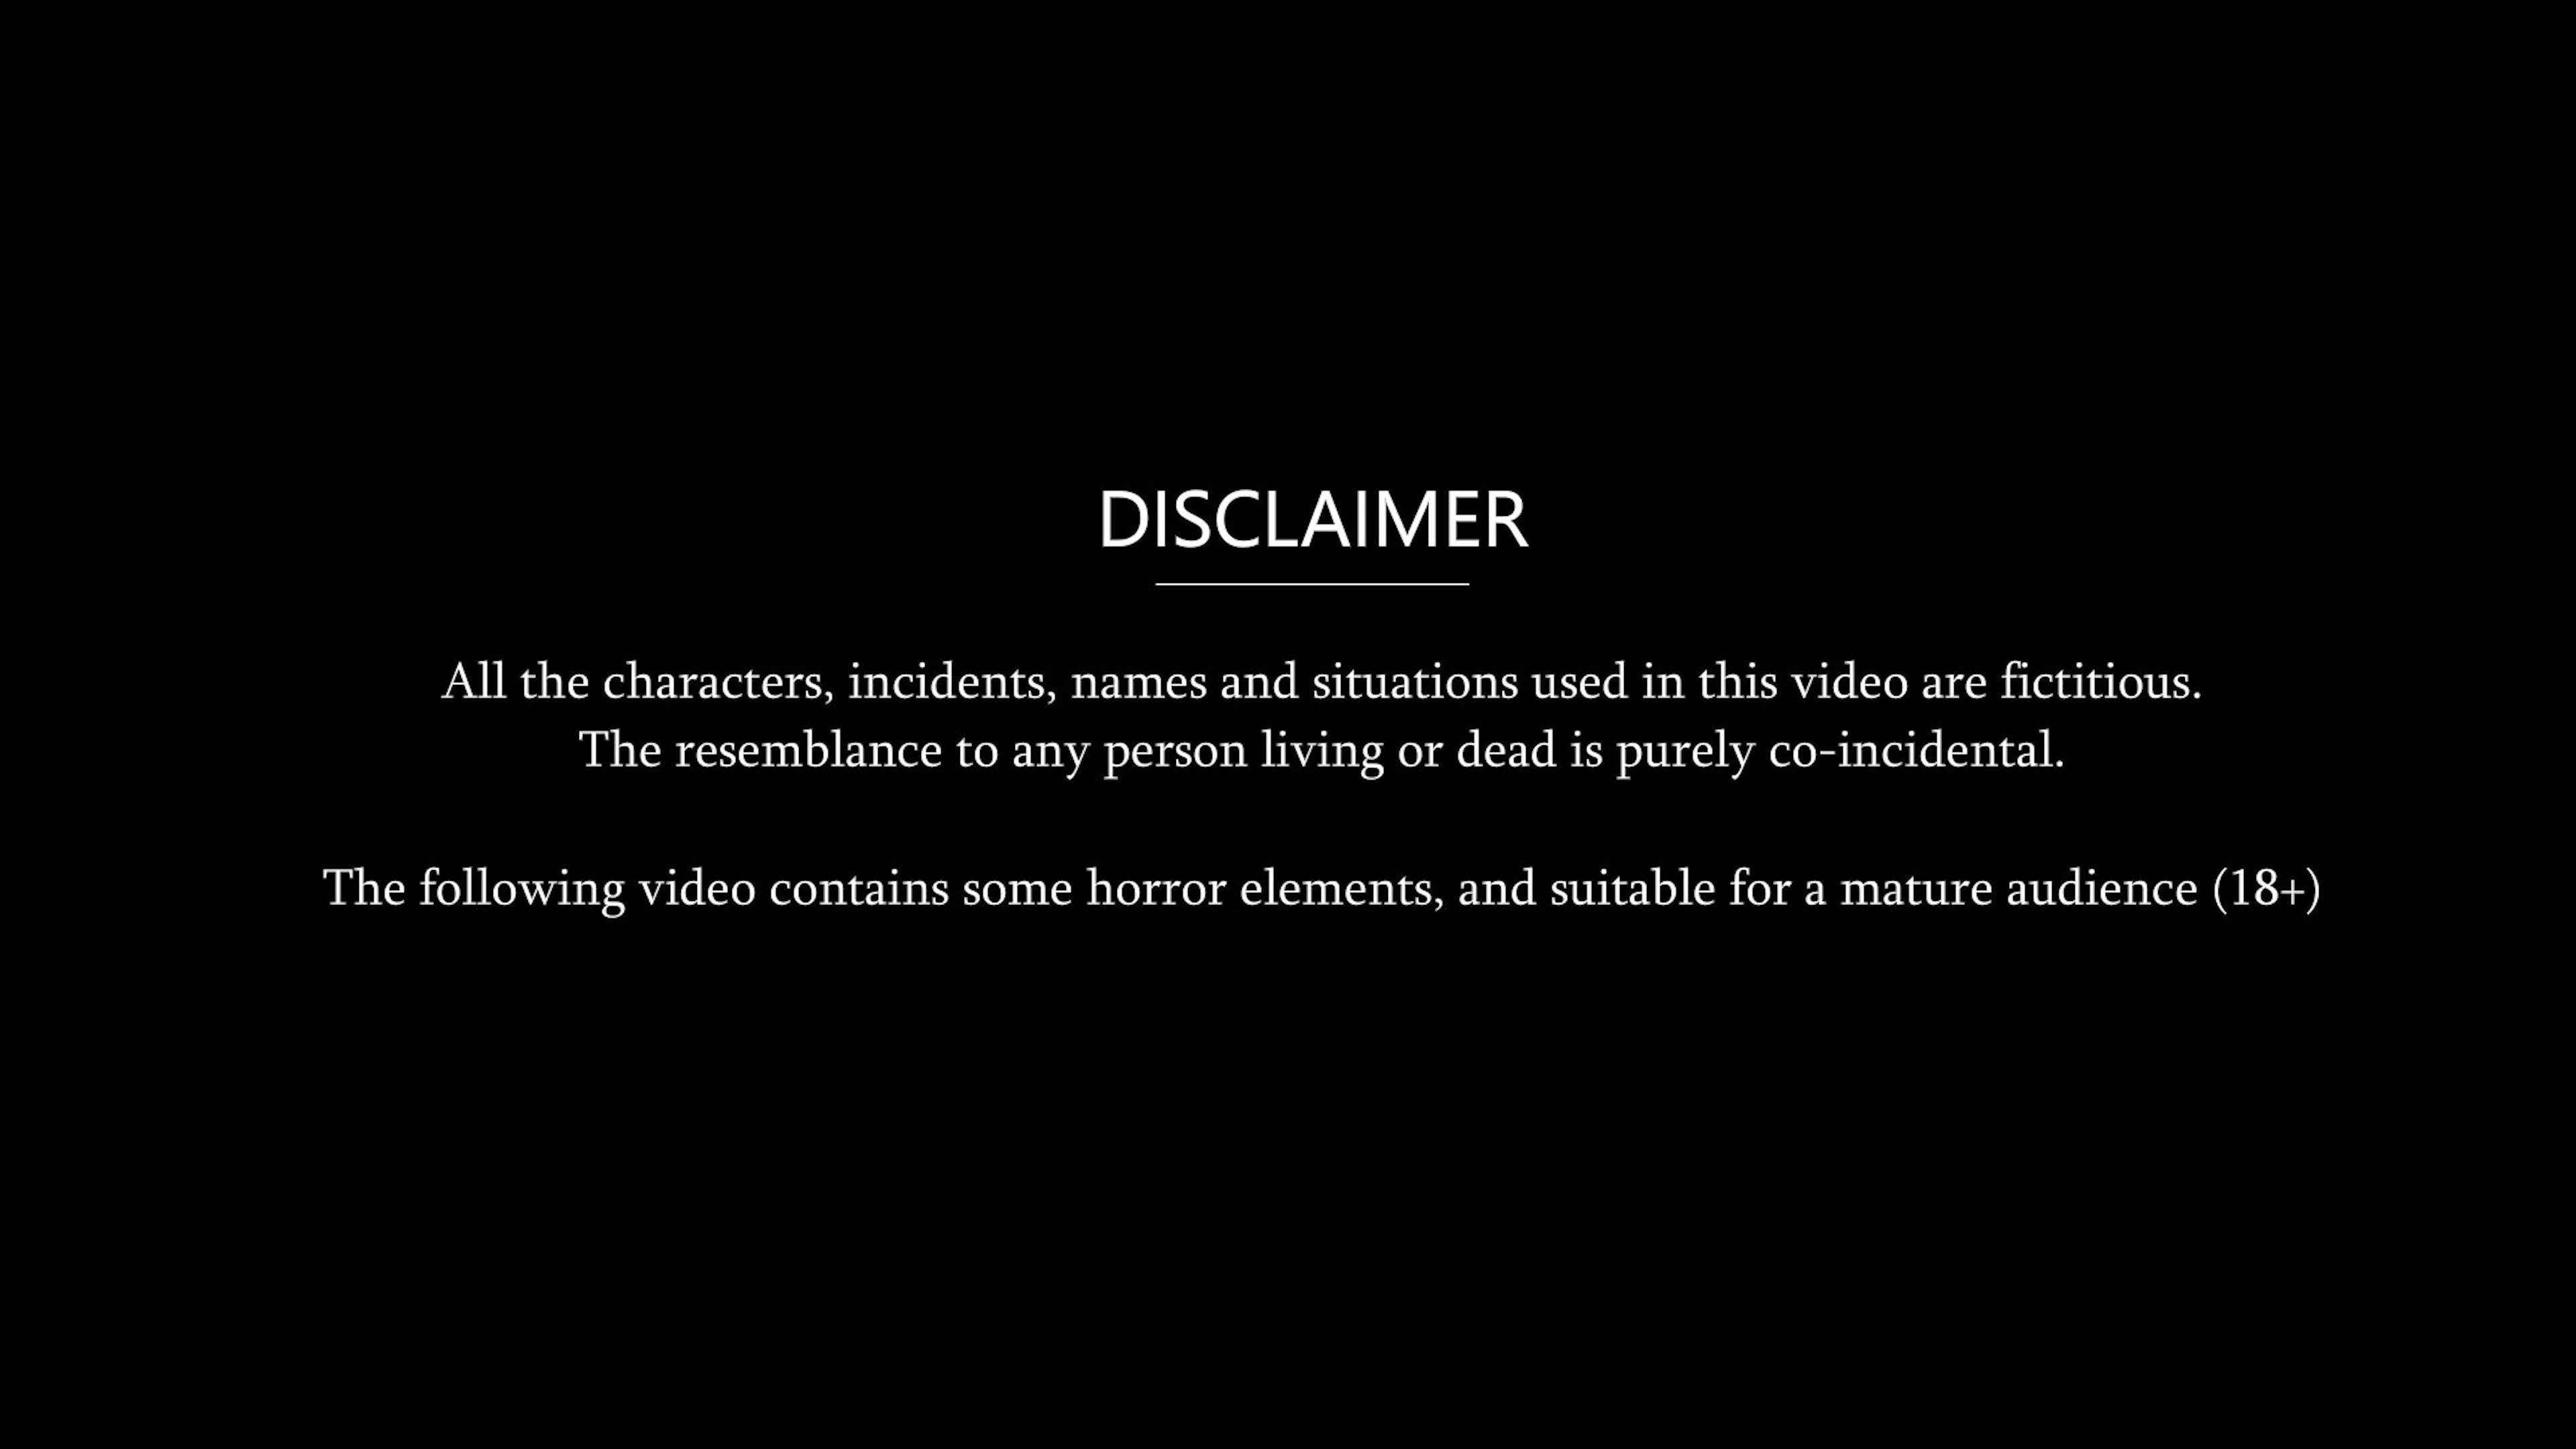 DISCLAIMER
All the characters, incidents, names and situations used in this video are fictitious.
The resemblance to any person living or dead is purely co-incidental.
The following video contains some horror elements, and suitable for a mature audience (18+)